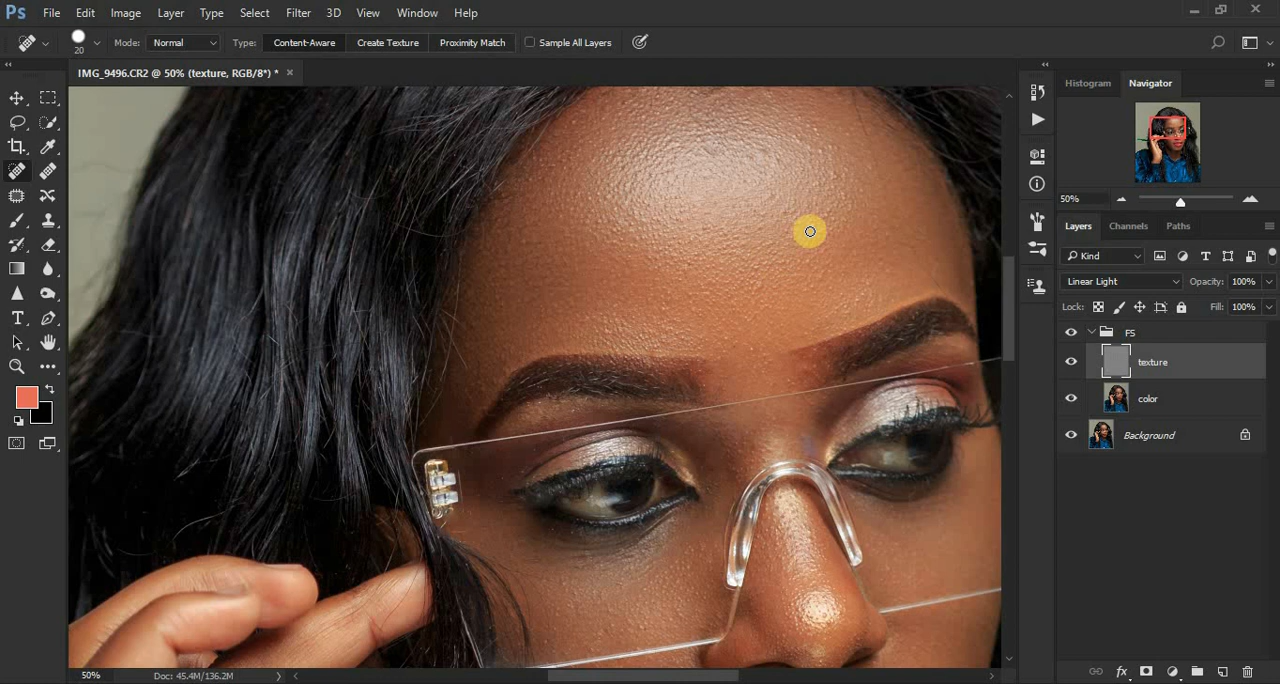 Ps File Edit Image Layer Type Select Filter 3D View Window Help
20 Mode: Normal Type: Content-Aware Create Texture Proximity Match Sample All Layers
IMG_9496.CR2 @ 50% (texture, RGB/8*) * ×
Histogram Navigator
50%
Layers Channels Paths
Kind
Linear Light Opacity: 100%
Lock: Fill: 100%
FS
texture
color
Background
50% Doc: 45.4M/136.2M